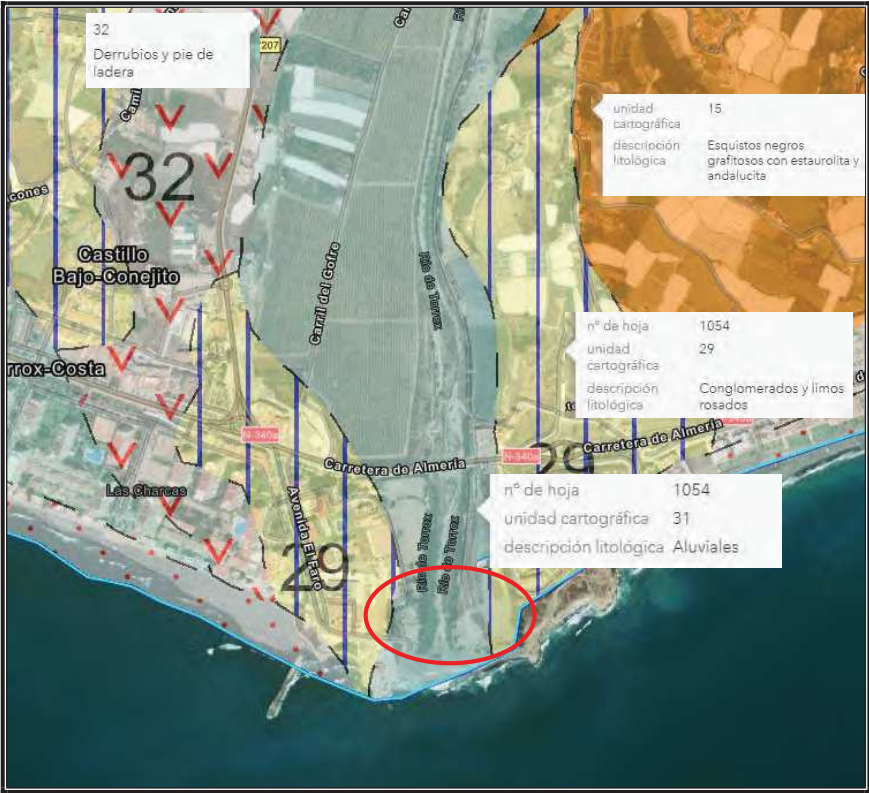 32
Derrubios y pie de
ladera
207
unidad
cartográfica
15
descripción
litológica
Esquistos negros
grafitosos con estaurolita y
andalucita
32
Castillo
Bajo-Conejito
Carril del Golfe
Río de Torrox
nº de hoja 1054
unidad
cartográfica
29
descripción
litológica
Conglomerados y limos
rosados
rrox-Costa
N-340a
Carretera de Almería
N-340a
29
Carretera de Almería
Las Charcas
Avenida El Faro
nº de hoja 1054
unidad cartográfica 31
descripción litológica Aluviales
Río de Torrox
Río de Torrox
29